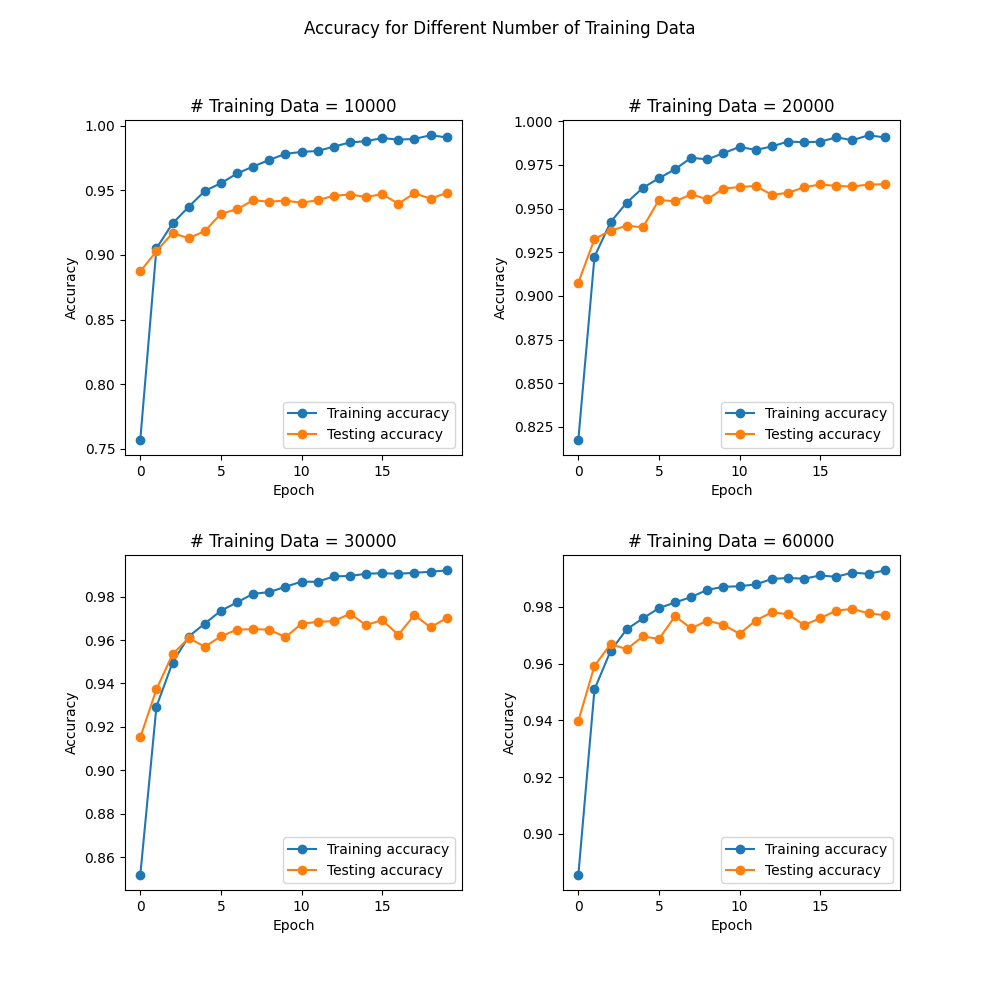 Accuracy for Different Number of Training Data
# Training Data = 10000
1.00
0.95
0.90
0.85
0.80
0.75
Accuracy
0
5
10
15
Epoch
Training accuracy
Testing accuracy
# Training Data = 20000
1.000
0.975
0.950
0.925
0.900
0.875
0.850
0.825
Accuracy
0
5
10
15
Epoch
Training accuracy
Testing accuracy
# Training Data = 30000
0.98
0.96
0.94
0.92
0.90
0.88
0.86
Accuracy
0
5
10
15
Epoch
Training accuracy
Testing accuracy
# Training Data = 60000
0.98
0.96
0.94
0.92
0.90
Accuracy
0
5
10
15
Epoch
Training accuracy
Testing accuracy